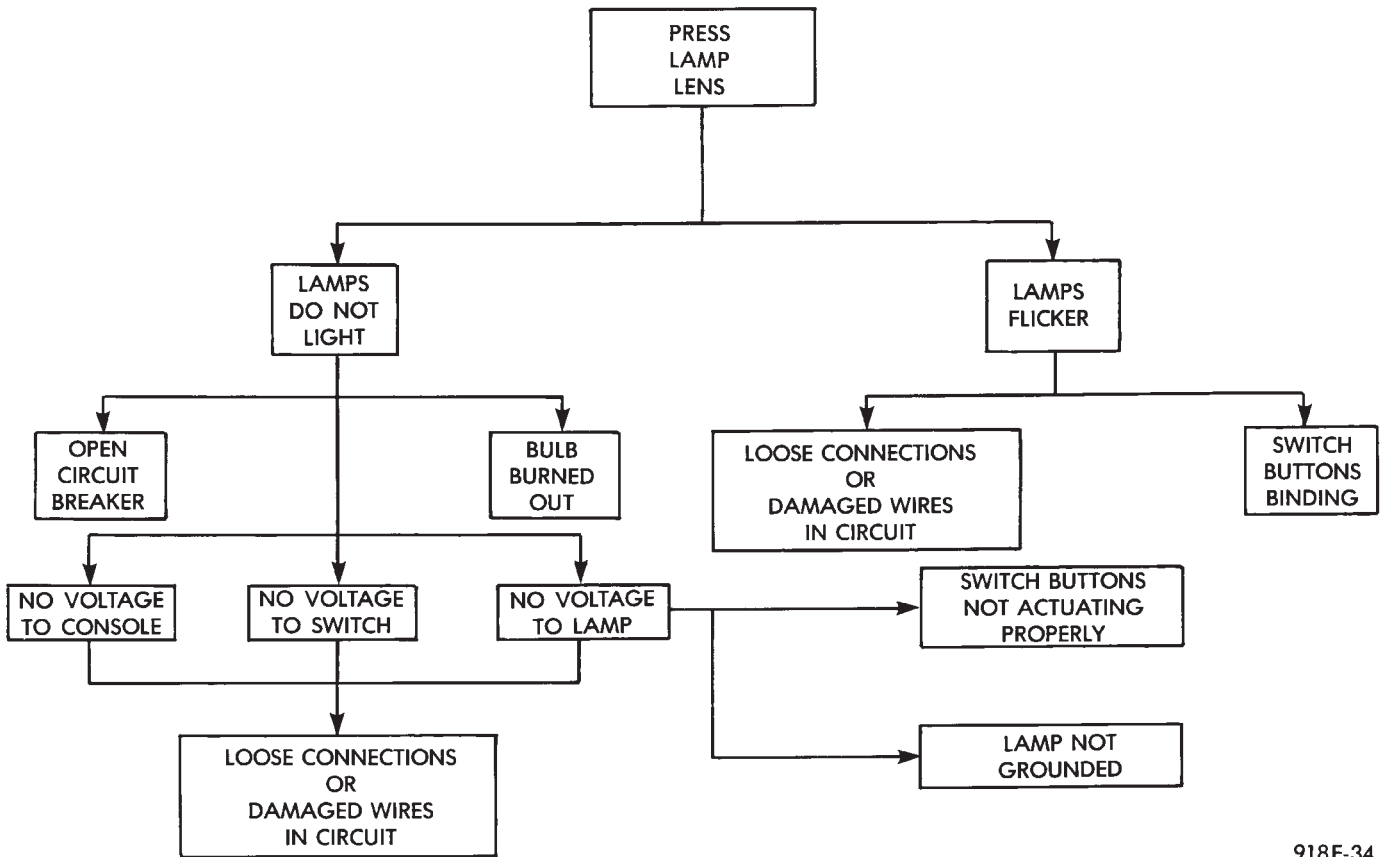 PRESS
LAMP
LENS
LAMPS
DO NOT
LIGHT
LAMPS
FLICKER
OPEN
CIRCUIT
BREAKER
BULB
BURNED
OUT
LOOSE CONNECTIONS
OR
DAMAGED WIRES
IN CIRCUIT
SWITCH
BUTTONS
BINDING
NO VOLTAGE
TO CONSOLE
NO VOLTAGE
TO SWITCH
NO VOLTAGE
TO LAMP
SWITCH BUTTONS
NOT ACTUATING
PROPERLY
LAMP NOT
GROUNDED
LOOSE CONNECTIONS
OR
DAMAGED WIRES
IN CIRCUIT
918F-34